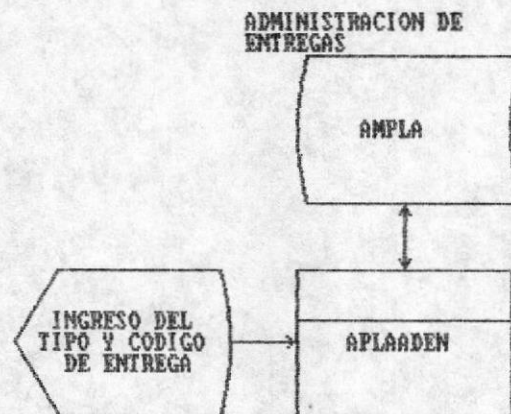 ADMINISTRACION DE
ENTREGAS
AMPLA
INGRESO DEL
TIPO Y CODIGO
DE ENTREGA
APLAADEN